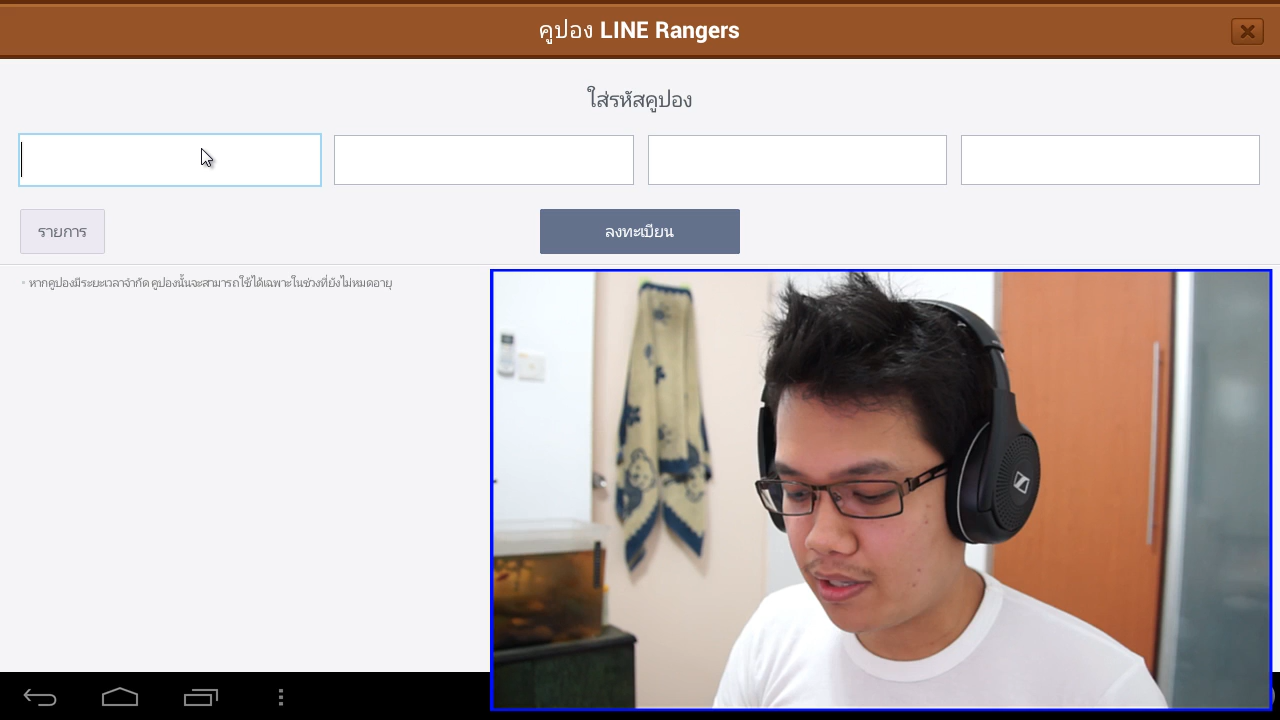 คูปอง LINE Rangers
ใส่รหัสคูปอง
รายการ
ลงทะเบียน
• หากคูปองมีระยะเวลาจำกัด คูปองนั้นจะสามารถใช้ได้เฉพาะในช่วงที่ยังไม่หมดอายุ